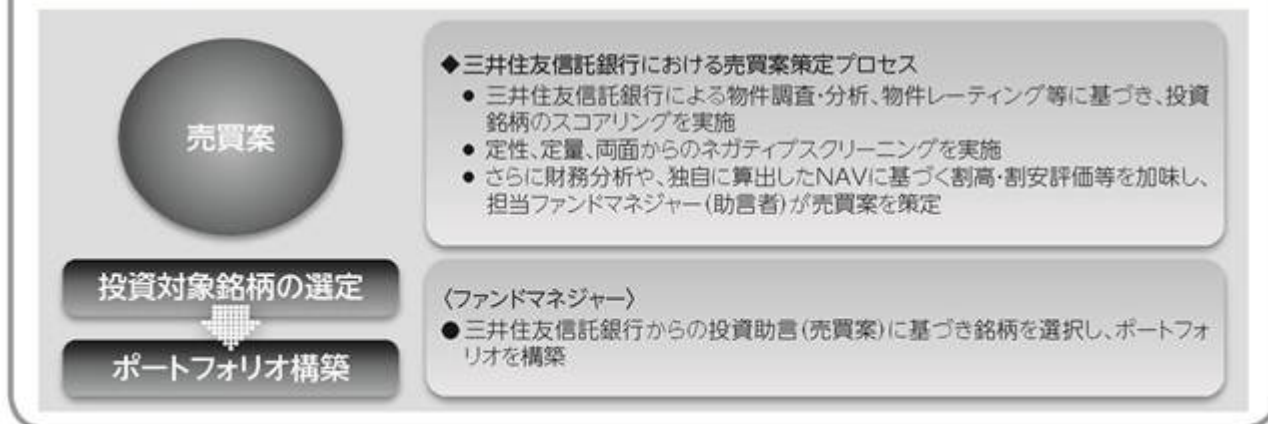 売買案
◆三井住友信託銀行における売買案策定プロセス
● 三井住友信託銀行による物件調査・分析、物件レーティング等に基づき、投資
銘柄のスコアリングを実施
● 定性、定量、両面からのネガティブスクリーニングを実施
● さらに財務分析や、独自に算出したNAVに基づく割高・割安評価等を加味し、
担当ファンドマネジャー(助言者)が売買案を策定
投資対象銘柄の選定
ポートフォリオ構築
〈ファンドマネジャー〉
●三井住友信託銀行からの投資助言(売買案)に基づき銘柄を選択し、ポートフォ
リオを構築